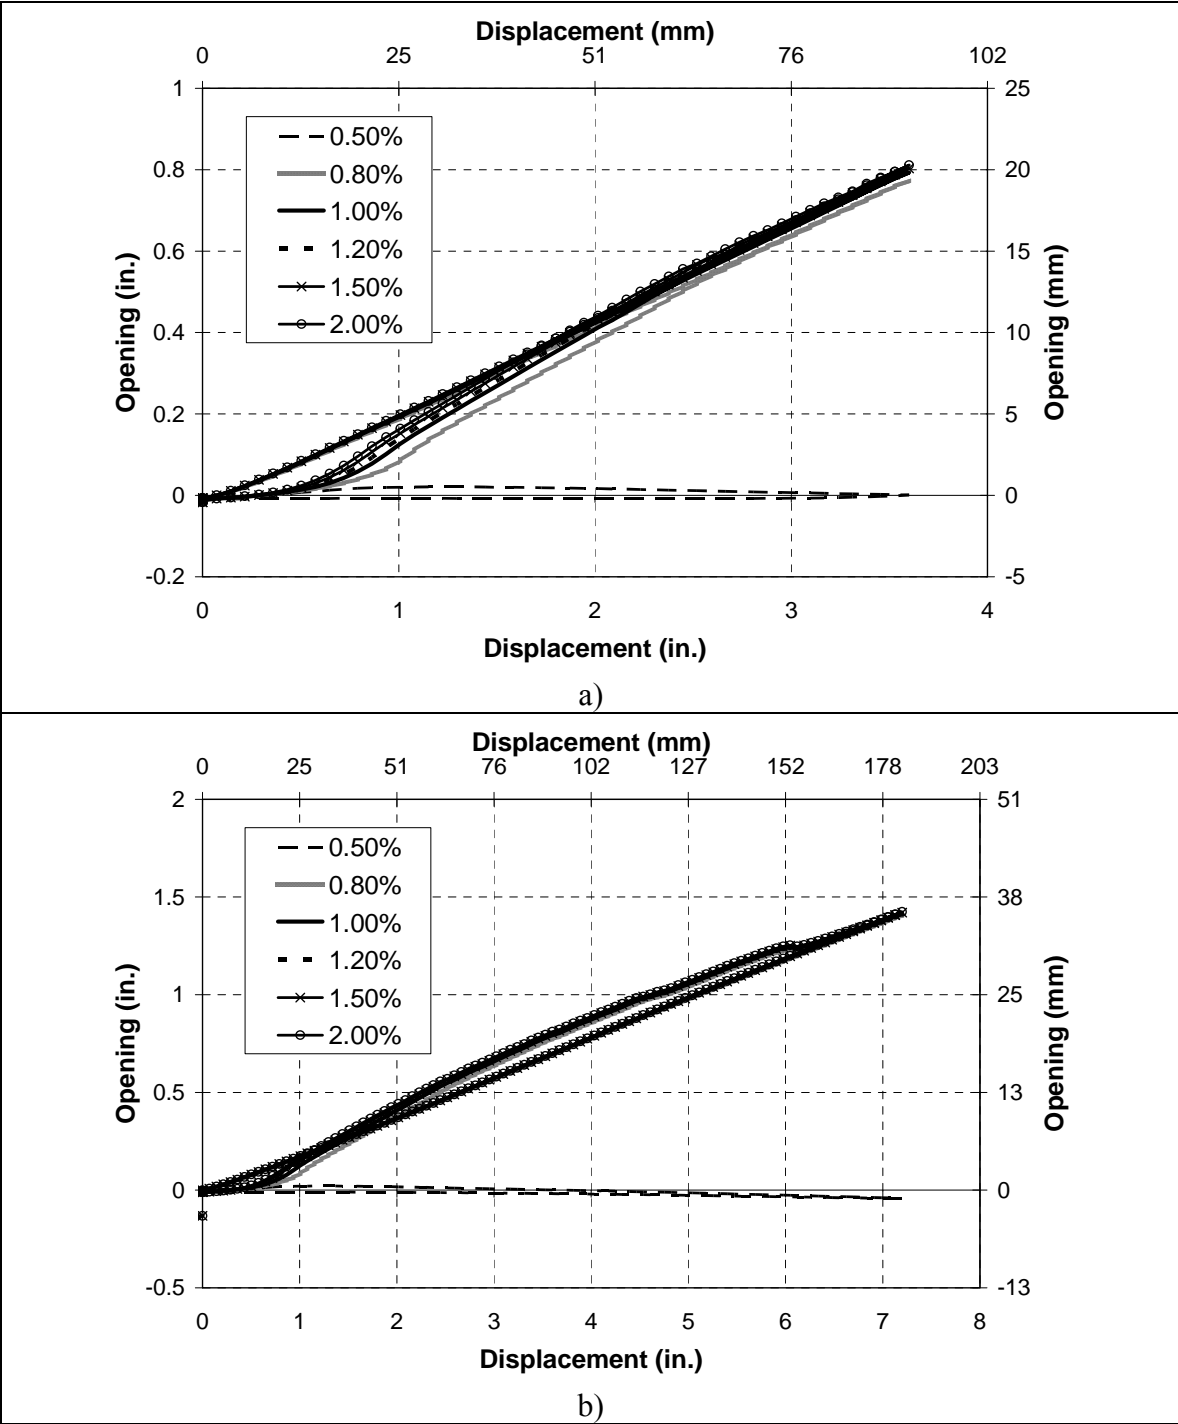 Displacement (mm)
0 25 51 76 102
1 25
0.50%
0.80%
1.00%
1.20%
1.50%
2.00%
0.8 20
0.6 15
0.4 10
0.2 5
0 0
-0.2 -5
Opening (in.)
Opening (mm)
0 1 2 3 4
Displacement (in.)
a)
Displacement (mm)
0 25 51 76 102 127 152 178 203
2 51
0.50%
0.80%
1.00%
1.20%
1.50%
2.00%
1.5 38
1 25
0.5 13
0 0
-0.5 -13
Opening (in.)
Opening (mm)
0 1 2 3 4 5 6 7 8
Displacement (in.)
b)